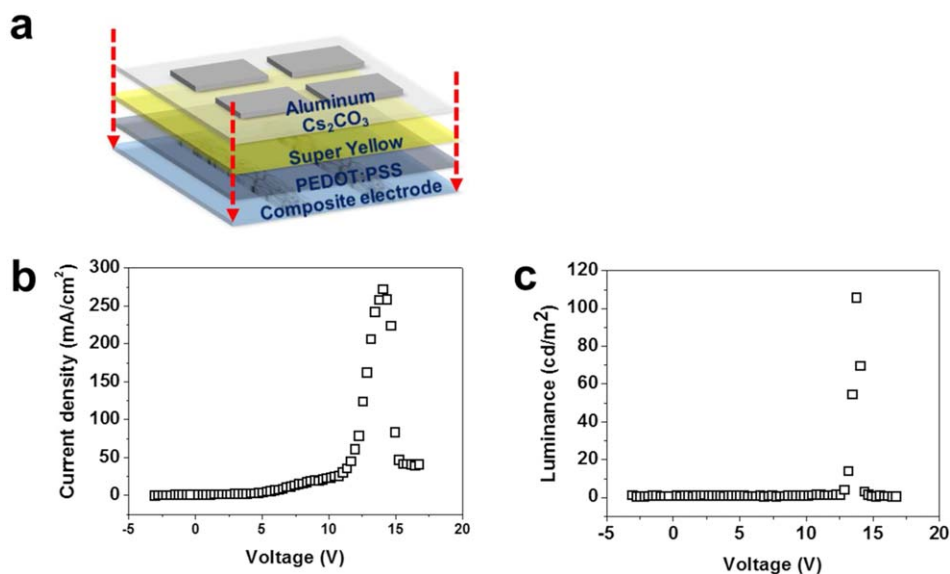 a
Aluminum
Cs₂CO₃
Super Yellow
PEDOT:PSS
Composite electrode
b
300
250
200
150
100
50
0
-5 0 5 10 15 20
Current density (mA/cm²)
Voltage (V)
c
120
100
80
60
40
20
0
-5 0 5 10 15 20
Luminance (cd/m²)
Voltage (V)